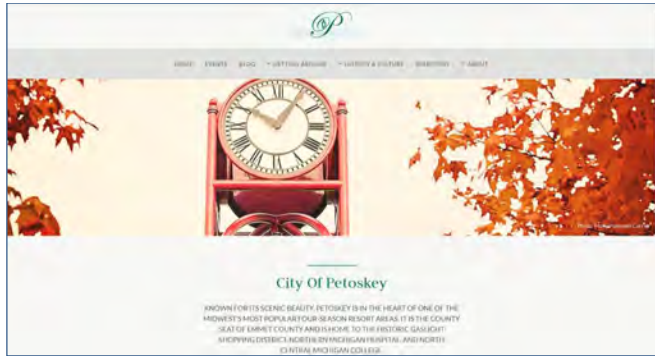 P
HOME EVENTS BLOG GETTING AROUND HISTORY & CULTURE DIRECTORY ABOUT
City Of Petoskey
KNOWN FOR ITS SCENIC BEAUTY, PETOSKEY IS IN THE HEART OF ONE OF THE
MIDWEST'S MOST POPULAR FOUR-SEASON RESORT AREAS. IT IS THE COUNTY
SEAT OF EMMET COUNTY AND IS HOME TO THE HISTORIC GASLIGHT
SHOPPING DISTRICT, NORTHERN MICHIGAN HOSPITAL, AND NORTH
CENTRAL MICHIGAN COLLEGE.